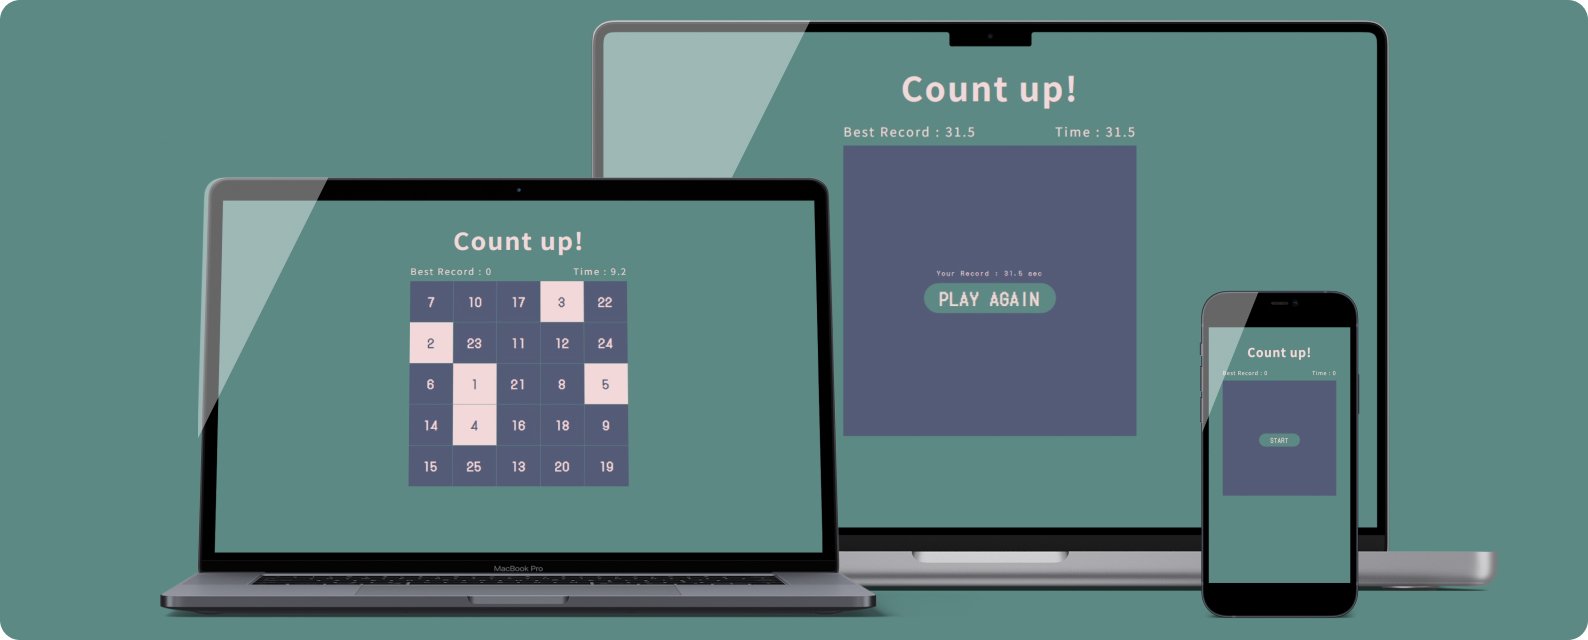 Count up!
Best Record : 31.5 Time : 31.5
Your Record : 31.5 sec
PLAY AGAIN
Count up!
Best Record : 0 Time : 9.2
7 10 17 3 22
2 23 11 12 24
6 1 21 8 5
14 4 16 18 9
15 25 13 20 19
MacBook Pro
Count up!
Best Record : 0 Time : 0
START